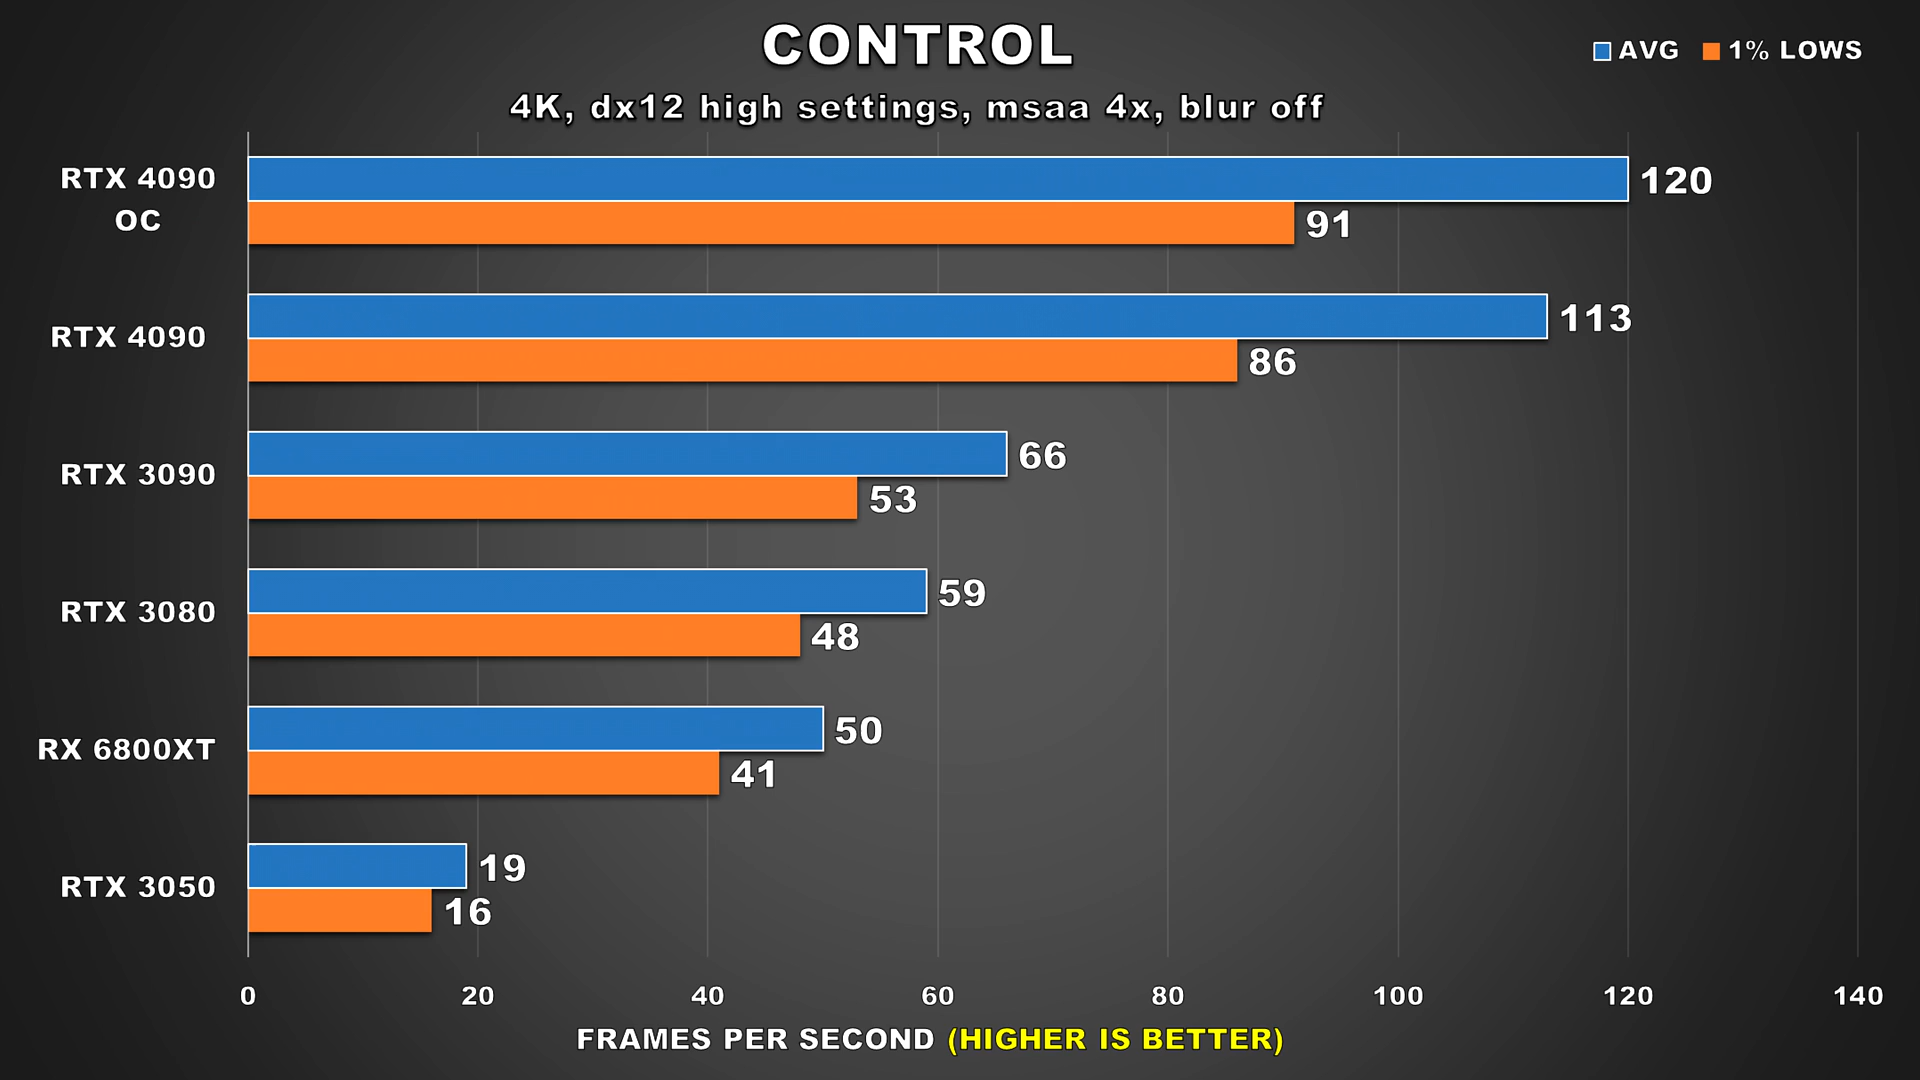 CONTROL
AVG 1% LOWS
4K, dx12 high settings, msaa 4x, blur off
RTX 4090
OC
120
91
RTX 4090
113
86
RTX 3090
66
53
RTX 3080
59
48
RX 6800XT
50
41
RTX 3050
19
16
0 20 40 60 80 100 120 140
FRAMES PER SECOND (HIGHER IS BETTER)